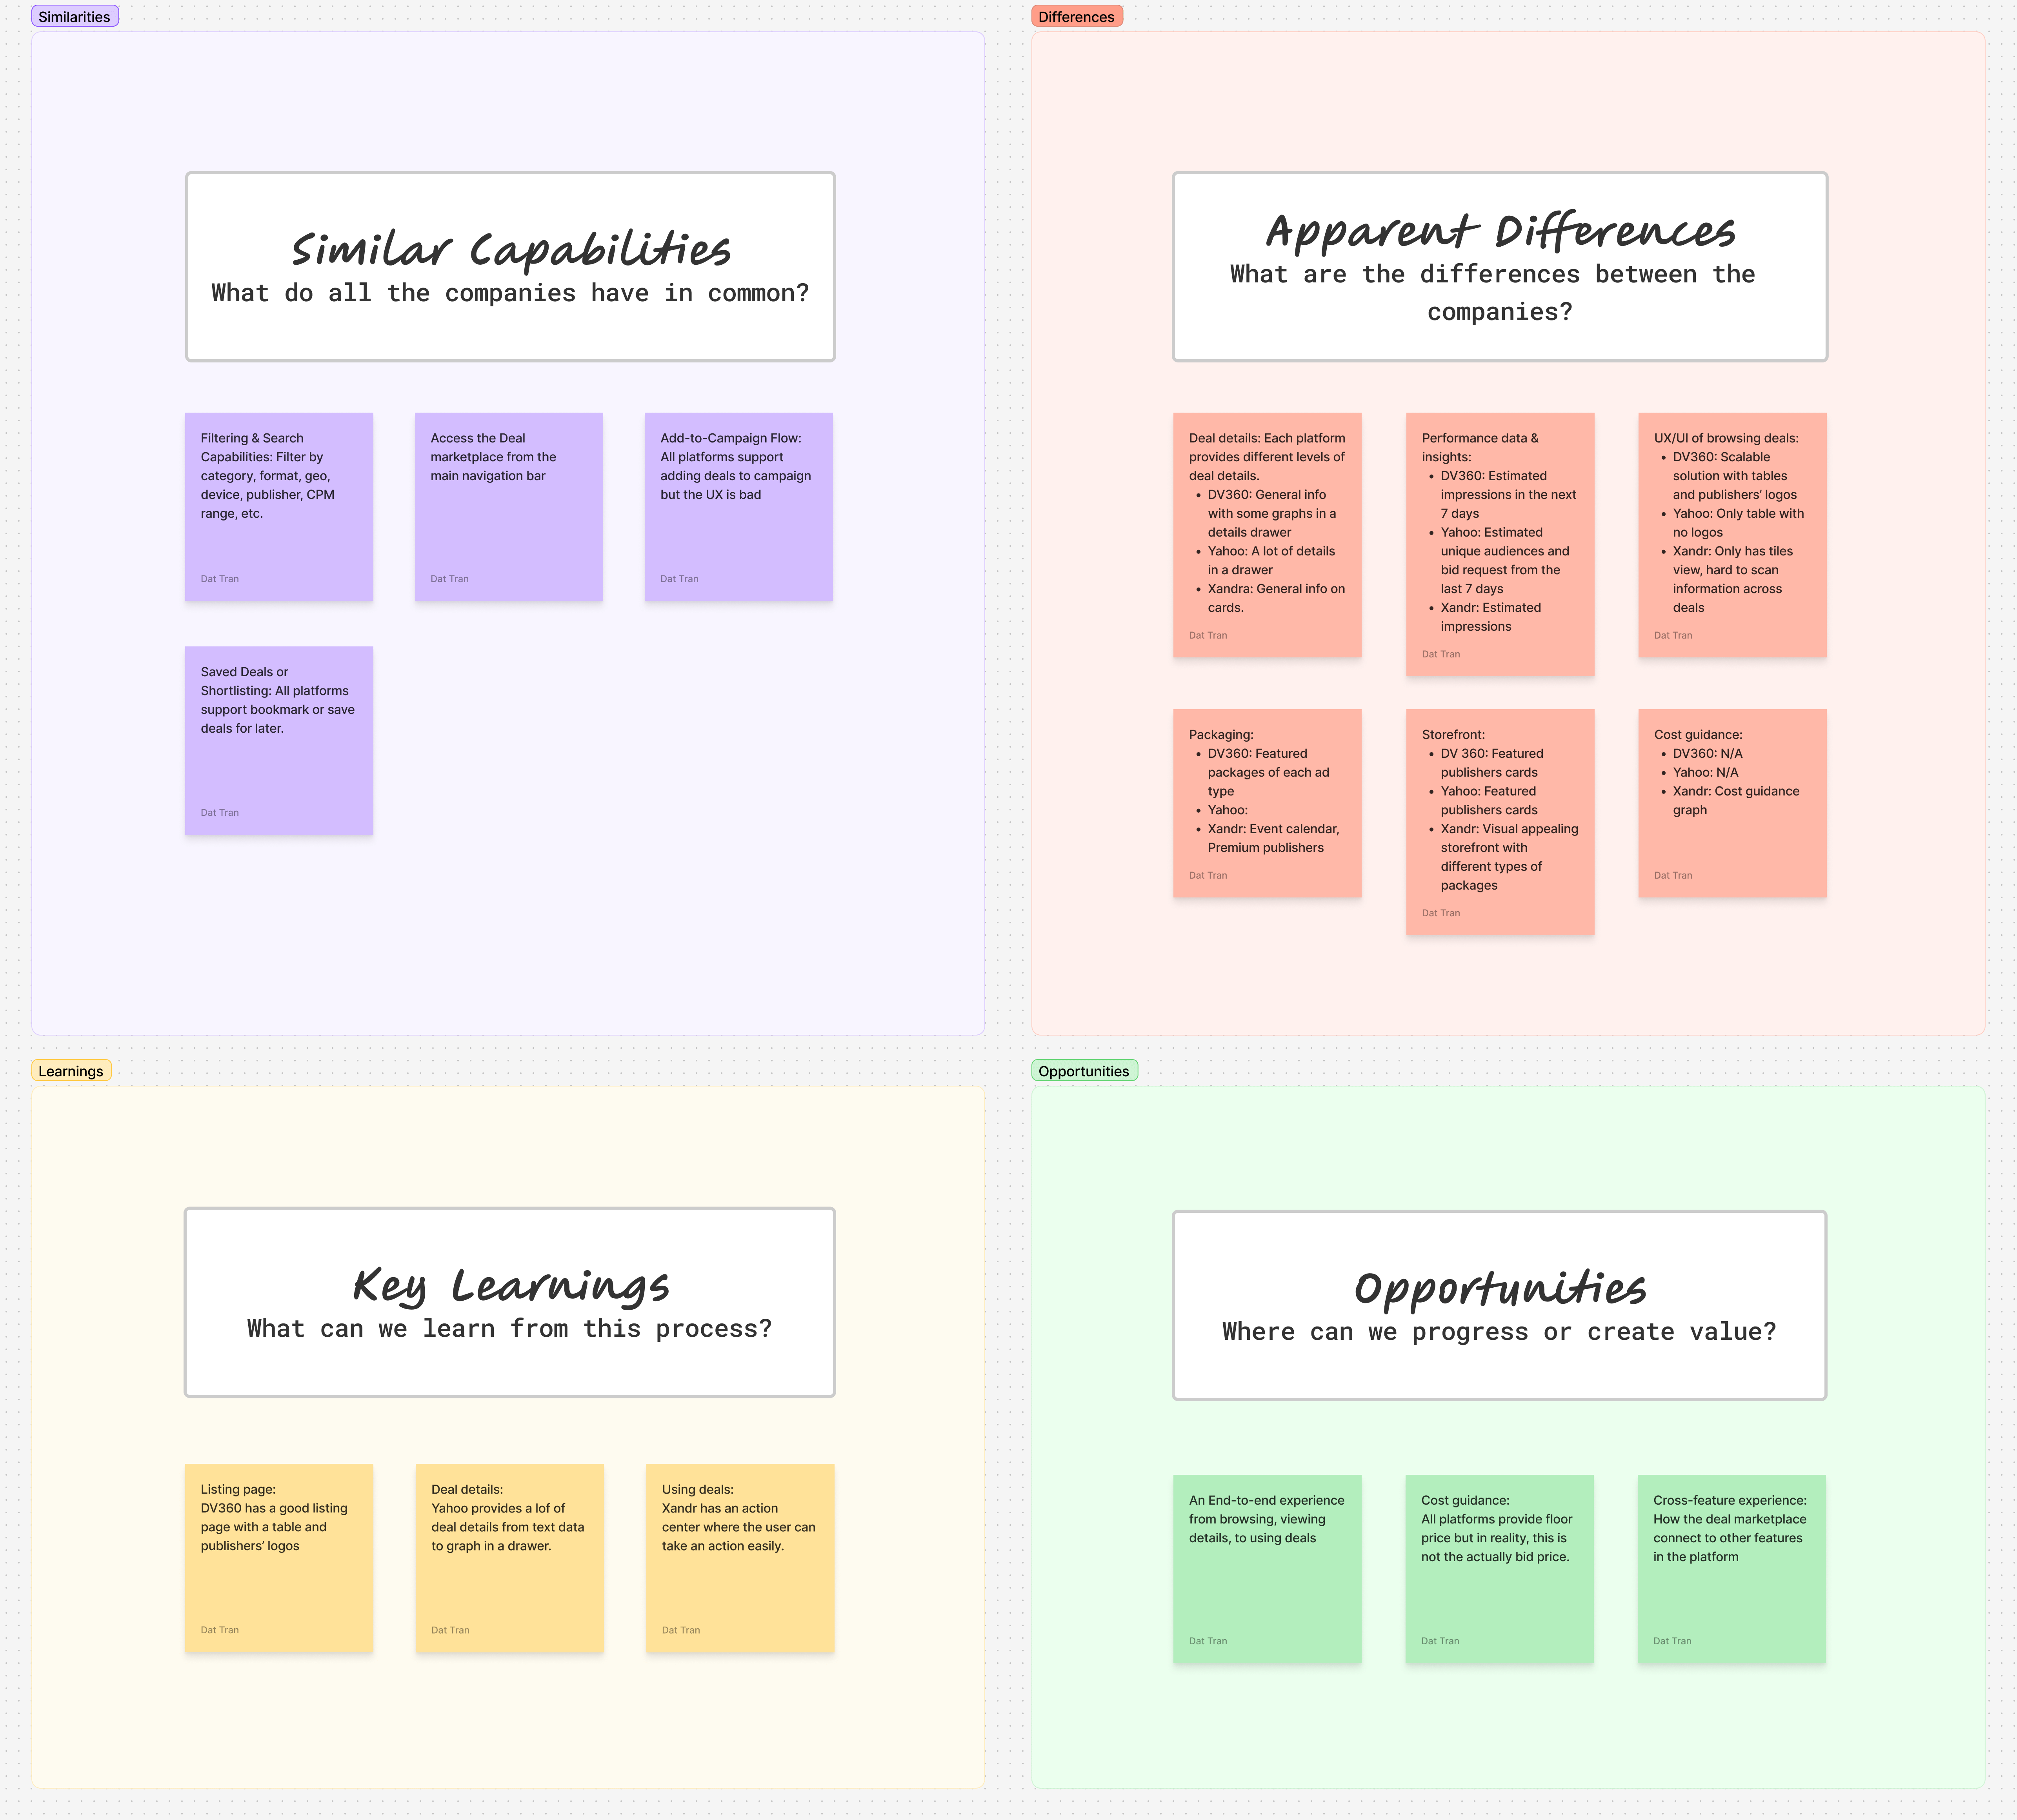 Similarities
Similar Capabilities
What do all the companies have in common?
Filtering & Search
Capabilities: Filter by
category, format, geo,
device, publisher, CPM
range, etc.
Dat Tran
Access the Deal
marketplace from the
main navigation bar
Dat Tran
Add-to-Campaign Flow:
All platforms support
adding deals to campaign
but the UX is bad
Dat Tran
Saved Deals or
Shortlisting: All platforms
support bookmark or save
deals for later.
Dat Tran
Differences
Apparent Differences
What are the differences between the
companies?
Deal details: Each platform
provides different levels of
deal details.
• DV360: General info
with some graphs in a
details drawer
• Yahoo: A lot of details
in a drawer
• Xandra: General info on
cards.
Dat Tran
Performance data &
insights:
• DV360: Estimated
impressions in the next
7 days
• Yahoo: Estimated
unique audiences and
bid request from the
last 7 days
• Xandr: Estimated
impressions
Dat Tran
UX/UI of browsing deals:
• DV360: Scalable
solution with tables
and publishers’ logos
• Yahoo: Only table with
no logos
• Xandr: Only has tiles
view, hard to scan
information across
deals
Dat Tran
Packaging:
• DV360: Featured
packages of each ad
type
• Yahoo:
• Xandr: Event calendar,
Premium publishers
Dat Tran
Storefront:
• DV 360: Featured
publishers cards
• Yahoo: Featured
publishers cards
• Xandr: Visual appealing
storefront with
different types of
packages
Dat Tran
Cost guidance:
• DV360: N/A
• Yahoo: N/A
• Xandr: Cost guidance
graph
Dat Tran
Learnings
Key Learnings
What can we learn from this process?
Listing page:
DV360 has a good listing
page with a table and
publishers’ logos
Dat Tran
Deal details:
Yahoo provides a lof of
deal details from text data
to graph in a drawer.
Dat Tran
Using deals:
Xandr has an action
center where the user can
take an action easily.
Dat Tran
Opportunities
Opportunities
Where can we progress or create value?
An End-to-end experience
from browsing, viewing
details, to using deals
Dat Tran
Cost guidance:
All platforms provide floor
price but in reality, this is
not the actually bid price.
Dat Tran
Cross-feature experience:
How the deal marketplace
connect to other features
in the platform
Dat Tran